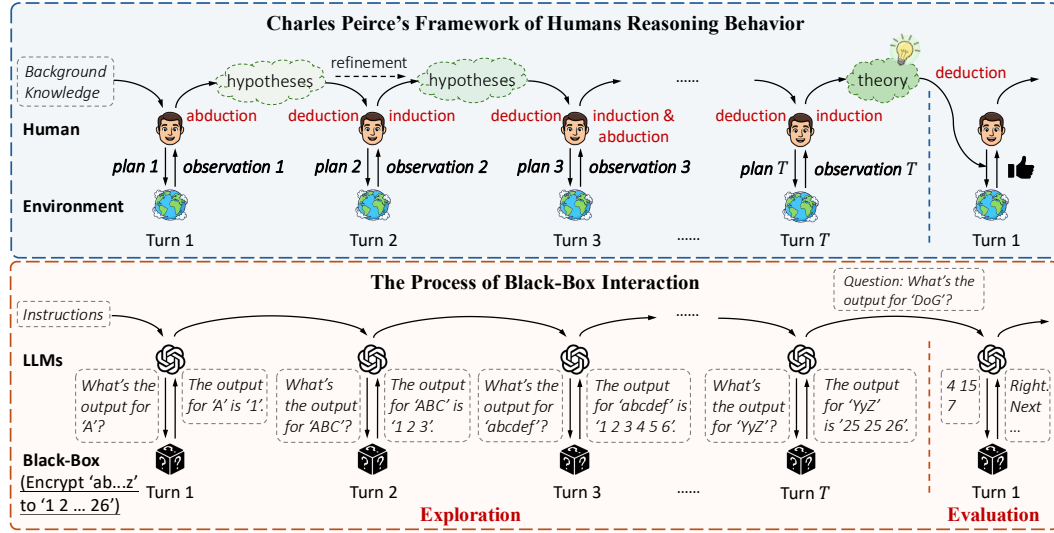 Charles Peirce's Framework of Humans Reasoning Behavior
Background
Knowledge
hypotheses
refinement
hypotheses
......
theory
deduction
abduction
deduction
induction
deduction
induction &
abduction
deduction
induction
Human
plan 1
observation 1
plan 2
observation 2
plan 3
observation 3
plan T
observation T
Environment
Turn 1
Turn 2
Turn 3
......
Turn T
Turn 1
The Process of Black-Box Interaction
Question: What's the
output for 'DoG'?
Instructions
......
LLMs
What's the
output for
'A'?
The output
for 'A' is '1'.
What's
the output
for 'ABC'?
The output
for 'ABC' is
'1 2 3'.
What's the
output for
'abcdef'?
The output
for 'abcdef' is
'1 2 3 4 5 6'.
What's
the output
for 'YyZ'?
The output
for 'YyZ'
is '25 25 26'.
4 15
7
Right.
Next
...
Black-Box
(Encrypt 'ab...z'
to '1 2 ... 26')
? ?
? ?
? ?
? ?
? ?
Turn 1
Turn 2
Turn 3
......
Turn T
Turn 1
Exploration
Evaluation